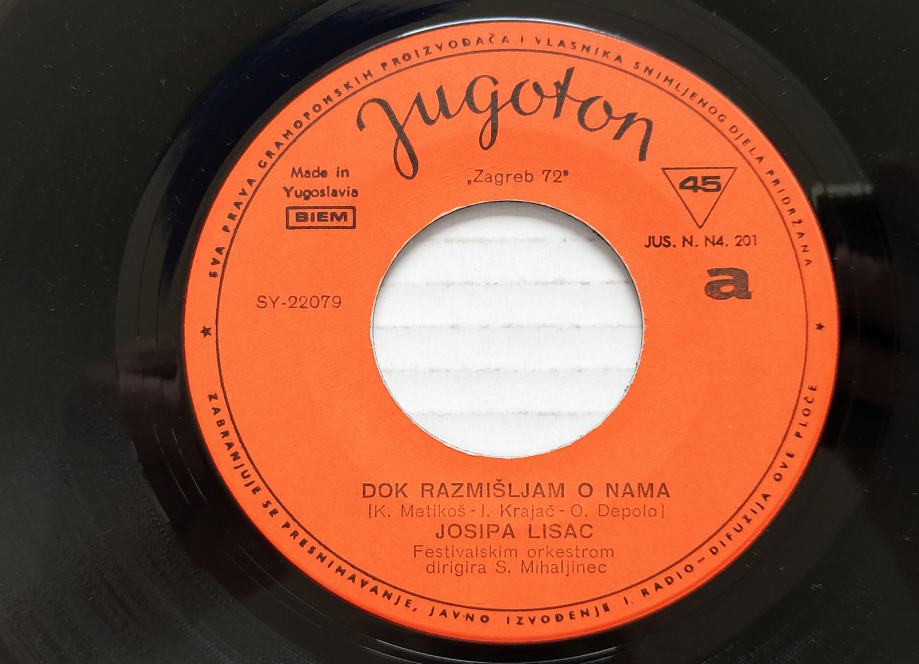 SVA PRAVA GRAMOFONSKIH PROIZVOĐAČA I VLASNIKA SNIMLJENOG DJELA PRIDRŽANA
Jugoton
Made in
Yugoslavia
BIEM
„Zagreb 72”
45
JUS. N. N4. 201
a
SY-22079
DOK RAZMIŠLJAM O NAMA
[K. Metikoš - I. Krajač - O. Depolo]
JOSIPA LISAC
Festivalskim orkestrom
dirigira S. Mihaljinec
ZABRANJUJE SE PRESNIMAVANJE, JAVNO IZVOĐENJE I RADIO-DIFUZIJA OVE PLOČE